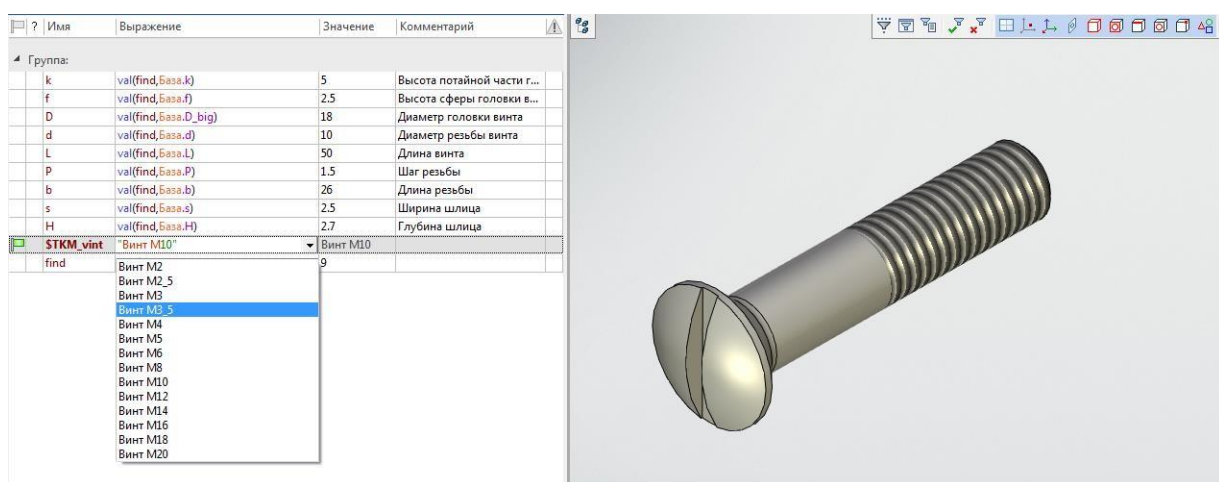 ? Имя Выражение Значение Комментарий
Группа:
k val(find,База.k) 5 Высота потайной части г...
f val(find,База.f) 2.5 Высота сферы головки в...
D val(find,База.D_big) 18 Диаметр головки винта
d val(find,База.d) 10 Диаметр резьбы винта
L val(find,База.L) 50 Длина винта
P val(find,База.P) 1.5 Шаг резьбы
b val(find,База.b) 26 Длина резьбы
s val(find,База.s) 2.5 Ширина шлица
H val(find,База.H) 2.7 Глубина шлица
$TKM_vint "Винт М10" Винт М10
find 9
Винт М2
Винт М2_5
Винт М3
Винт М3_5
Винт М4
Винт М5
Винт М6
Винт М8
Винт М10
Винт М12
Винт М14
Винт М16
Винт М18
Винт М20